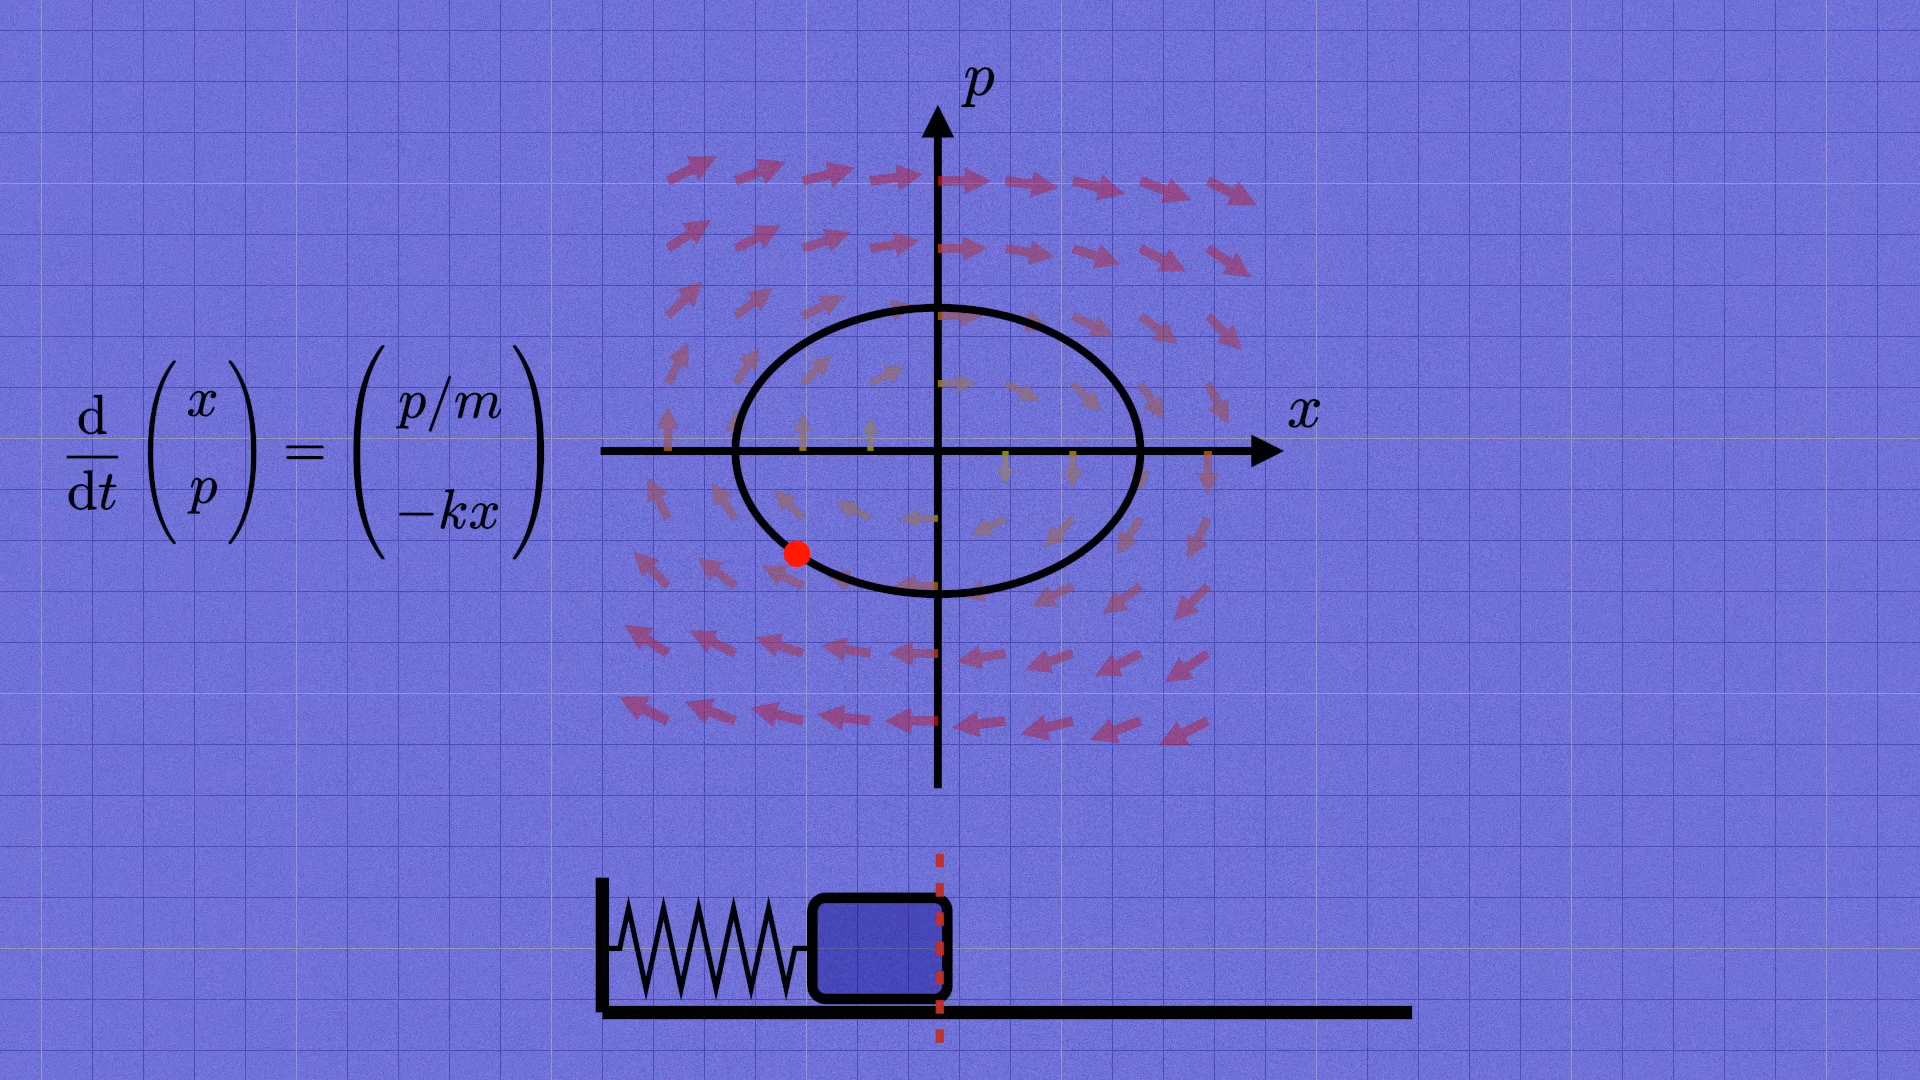 p
x
d/dt (x p) = (p/m −kx)